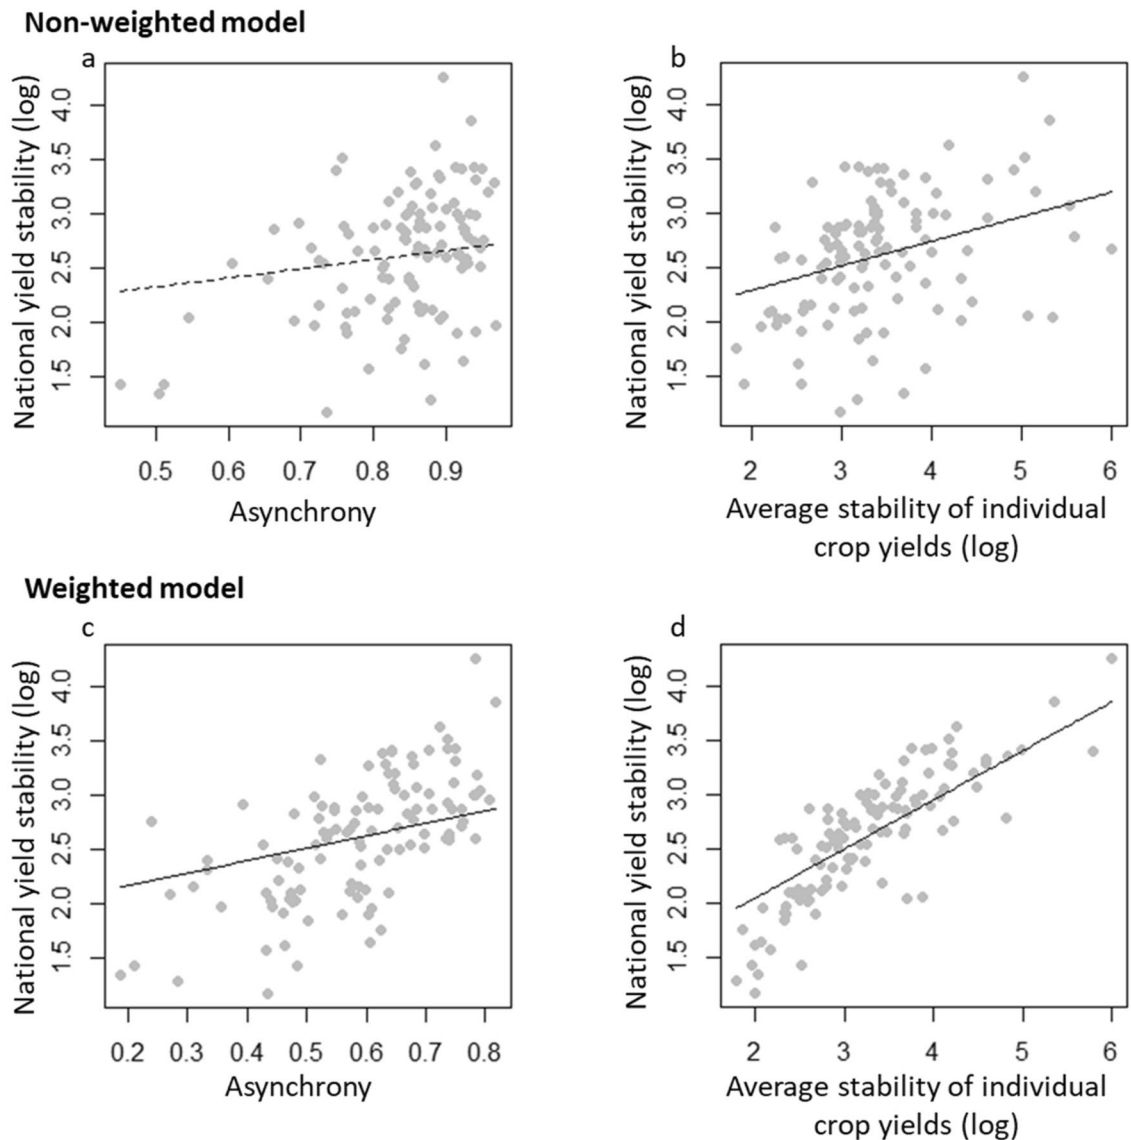 Non-weighted model
a
b
National yield stability (log)
4.0
3.5
3.0
2.5
2.0
1.5
0.5 0.6 0.7 0.8 0.9
Asynchrony
National yield stability (log)
4.0
3.5
3.0
2.5
2.0
1.5
2 3 4 5 6
Average stability of individual
crop yields (log)
Weighted model
c
d
National yield stability (log)
4.0
3.5
3.0
2.5
2.0
1.5
0.2 0.3 0.4 0.5 0.6 0.7 0.8
Asynchrony
National yield stability (log)
4.0
3.5
3.0
2.5
2.0
1.5
2 3 4 5 6
Average stability of individual
crop yields (log)